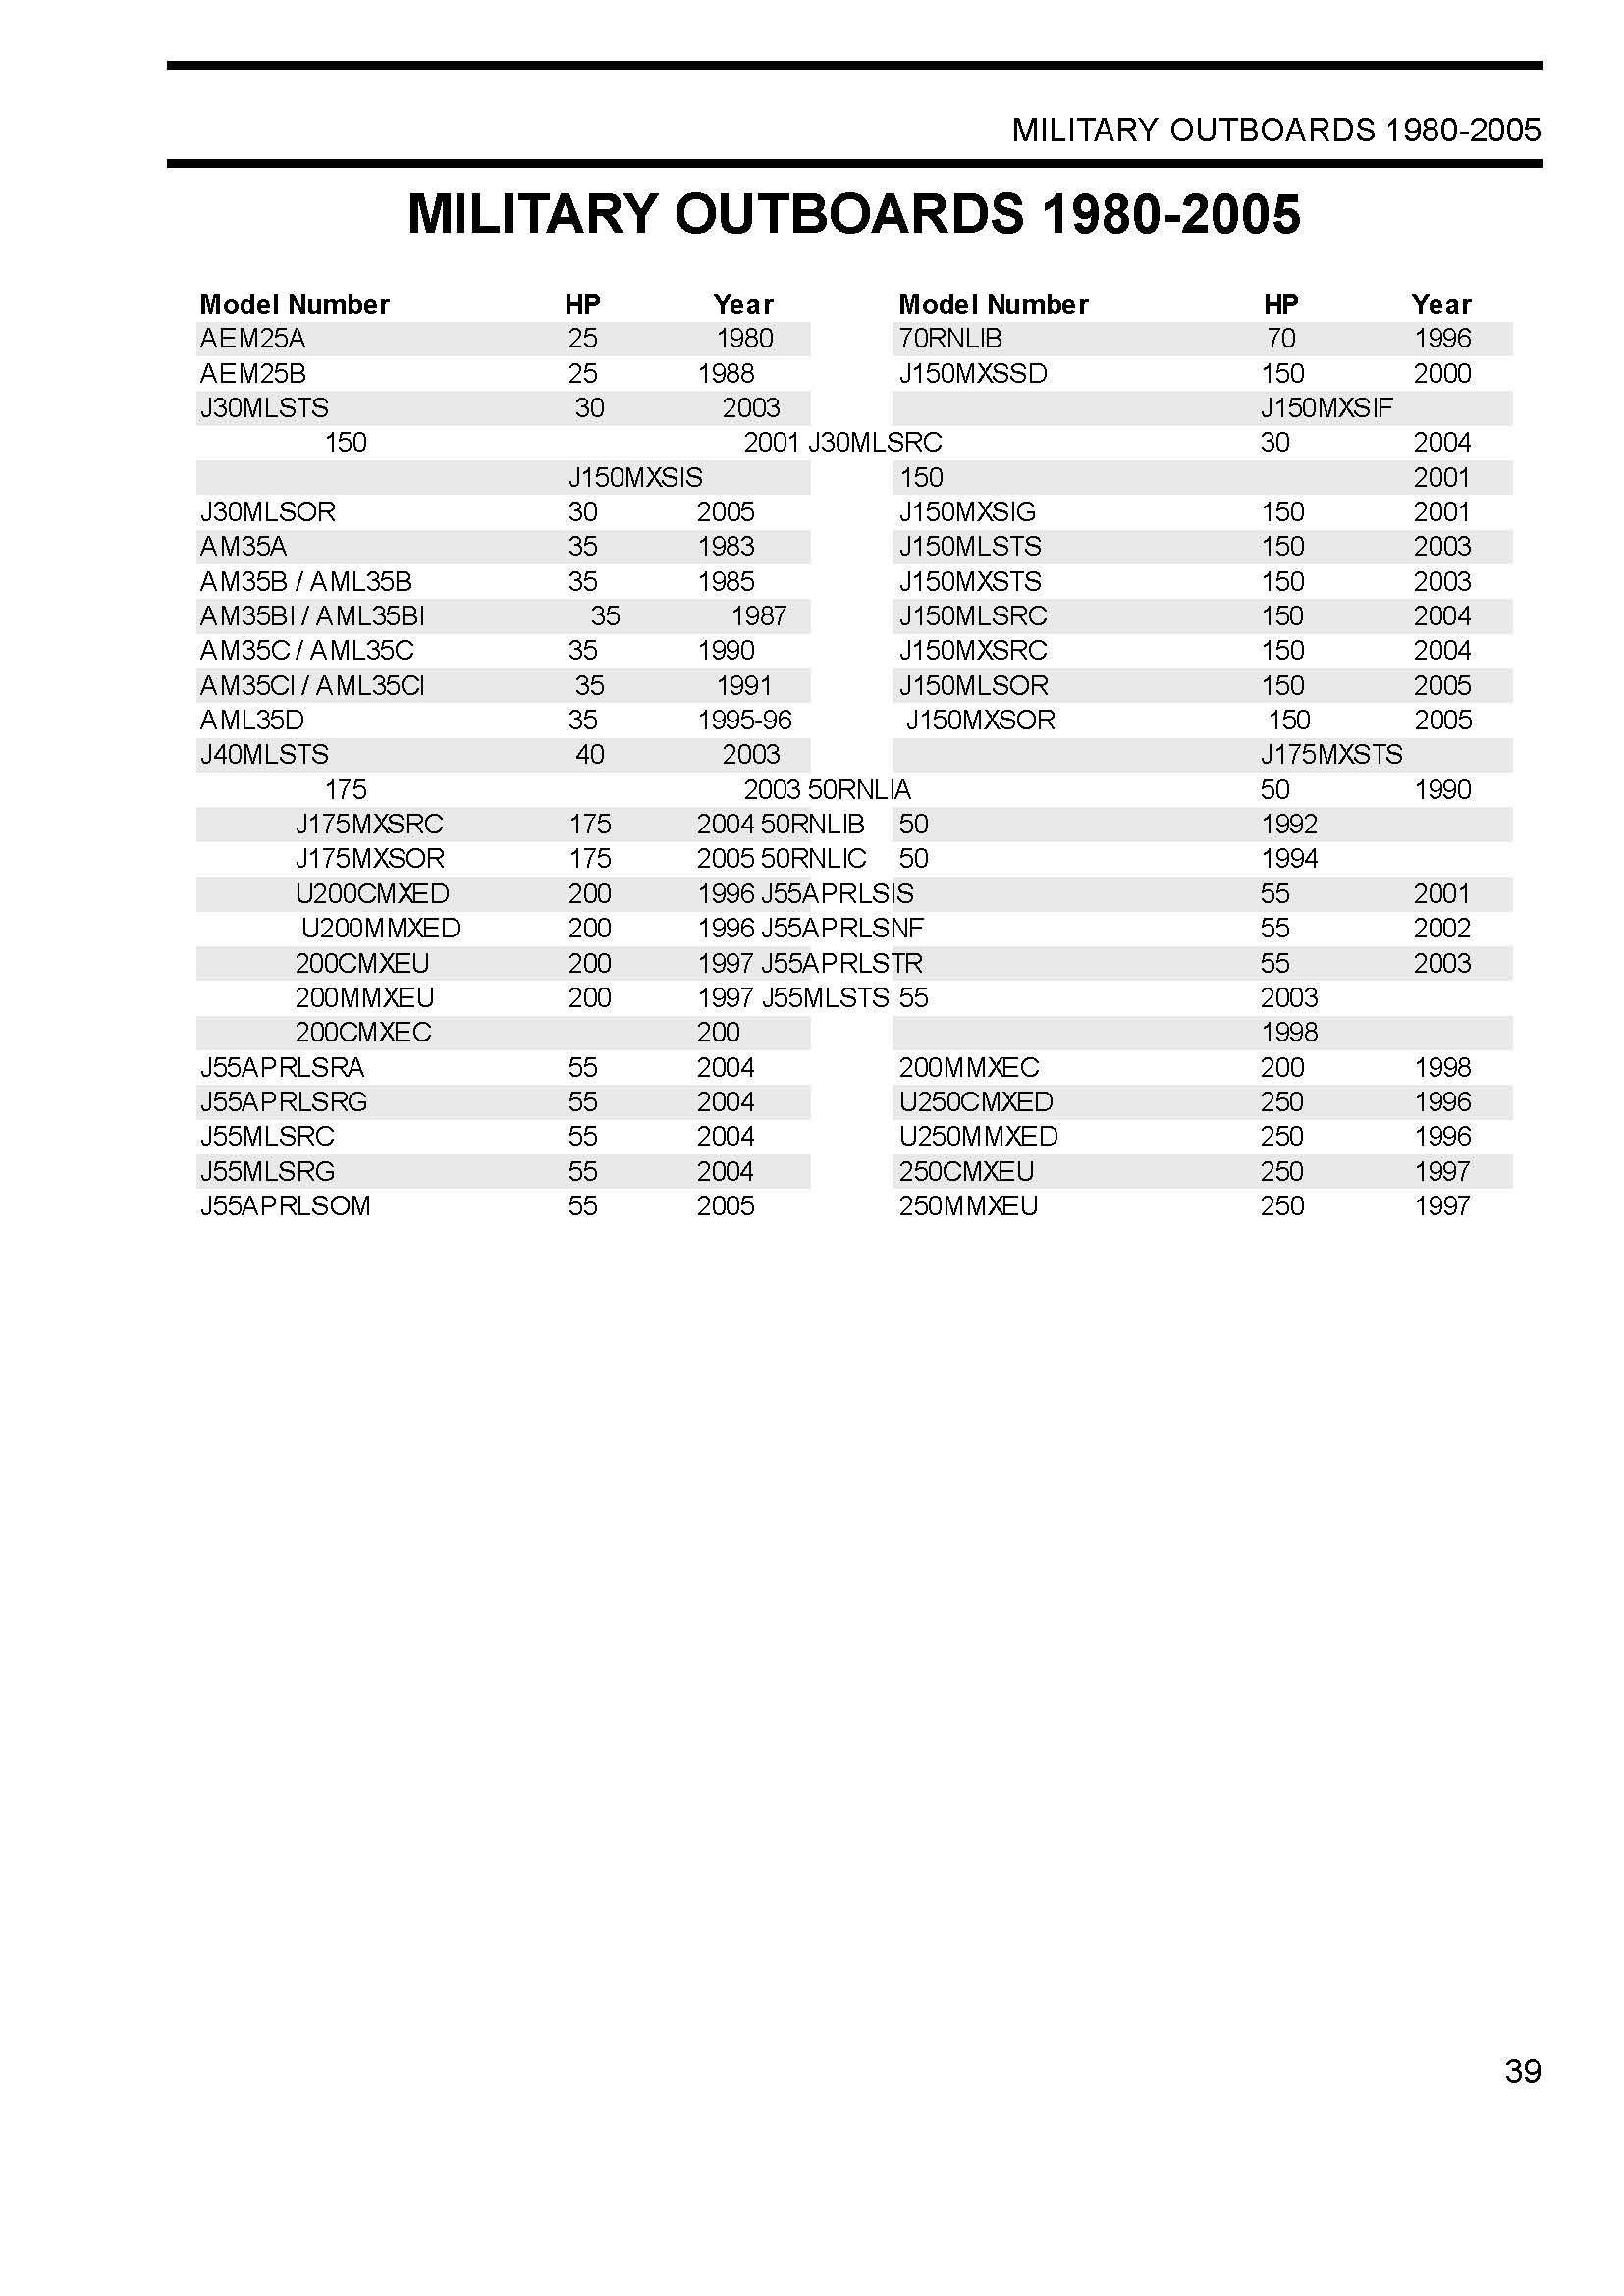 MILITARY OUTBOARDS 1980-2005
MILITARY OUTBOARDS 1980-2005
Model Number HP Year Model Number HP Year
AEM25A 25 1980 70RNLIB 70 1996
AEM25B 25 1988 J150MXSSD 150 2000
J30MLSTS 30 2003 J150MXSIF
150 2001 J30MLSRC 30 2004
J150MXSIS 150 2001
J30MLSOR 30 2005 J150MXSIG 150 2001
AM35A 35 1983 J150MLSTS 150 2003
AM35B / AML35B 35 1985 J150MXSTS 150 2003
AM35BI / AML35BI 35 1987 J150MLSRC 150 2004
AM35C / AML35C 35 1990 J150MXSRC 150 2004
AM35CI / AML35CI 35 1991 J150MLSOR 150 2005
AML35D 35 1995-96 J150MXSOR 150 2005
J40MLSTS 40 2003 J175MXSTS
175 2003 50RNLIA 50 1990
J175MXSRC 175 2004 50RNLIB 50 1992
J175MXSOR 175 2005 50RNLIC 50 1994
U200CMXED 200 1996 J55APRLSIS 55 2001
U200MMXED 200 1996 J55APRLSNF 55 2002
200CMXEU 200 1997 J55APRLSTR 55 2003
200MMXEU 200 1997 J55MLSTS 55 2003
200CMXEC 200 1998
J55APRLSRA 55 2004 200MMXEC 200 1998
J55APRLSRG 55 2004 U250CMXED 250 1996
J55MLSRC 55 2004 U250MMXED 250 1996
J55MLSRG 55 2004 250CMXEU 250 1997
J55APRLSOM 55 2005 250MMXEU 250 1997
39